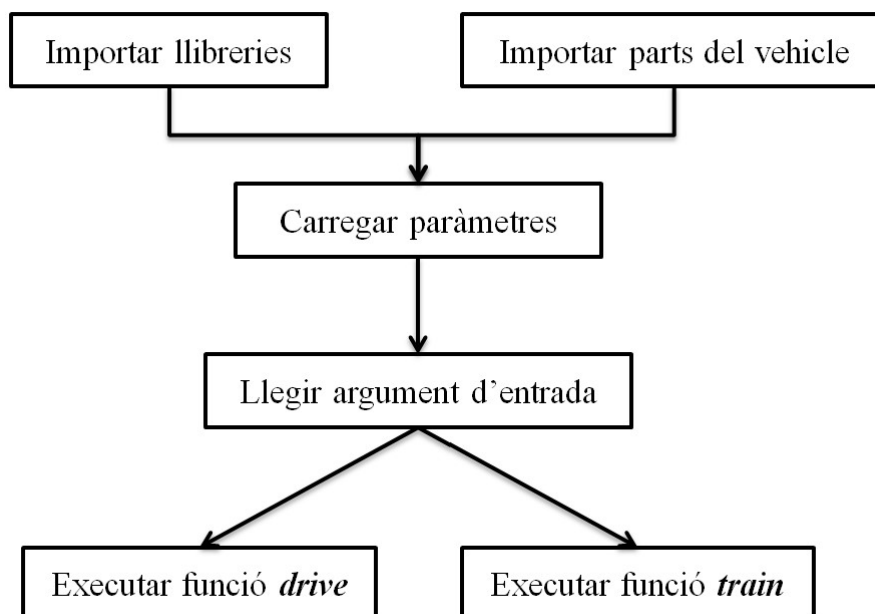 Importar llibreries
Importar parts del vehicle
Carregar paràmetres
Llegir argument d’entrada
Executar funció drive
Executar funció train